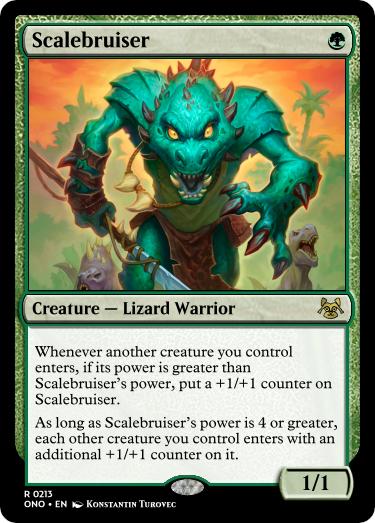 Scalebruiser
Creature — Lizard Warrior
Whenever another creature you control
enters, if its power is greater than
Scalebruiser's power, put a +1/+1 counter on
Scalebruiser.
As long as Scalebruiser's power is 4 or greater,
each other creature you control enters with an
additional +1/+1 counter on it.
1/1
R 0213
ONO • EN Konstantin Turovec